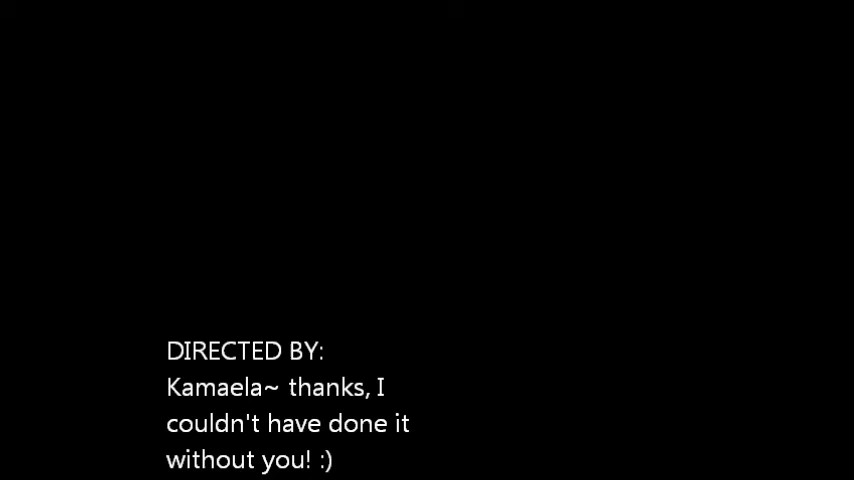 DIRECTED BY:
Kamaela~ thanks, I
couldn't have done it
without you! :)